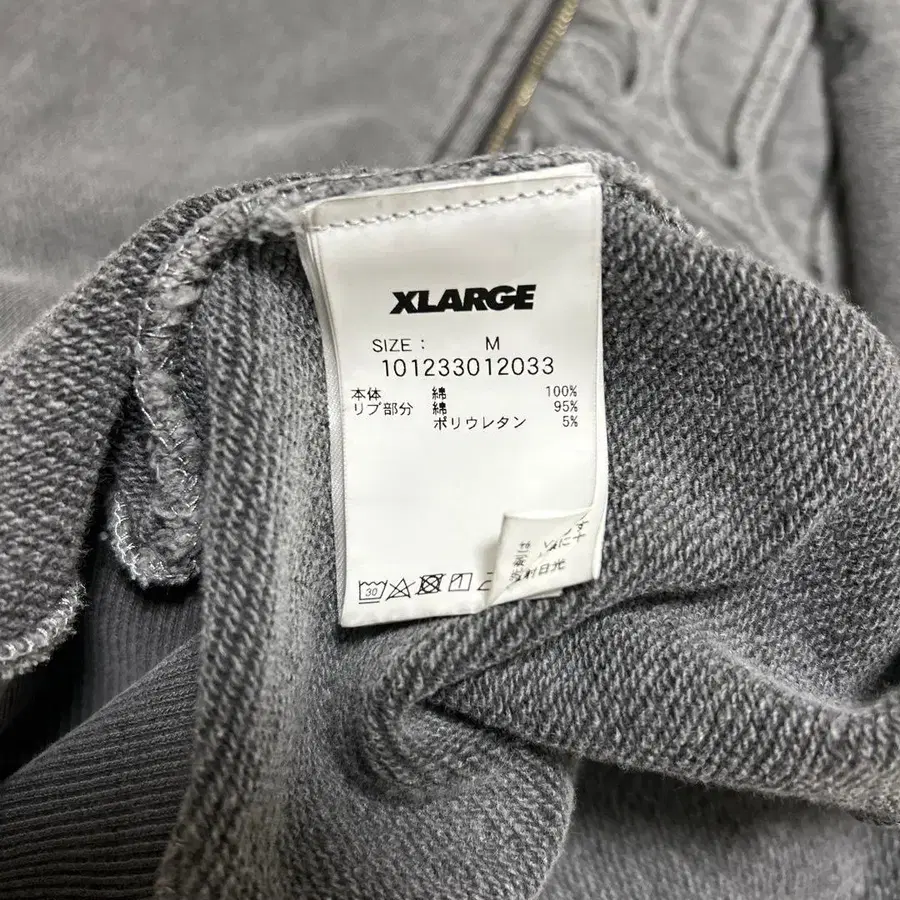 XLARGE
SIZE : M
101233012033
本体 綿 100%
リブ部分 綿 95%
ポリウレタン 5%
30